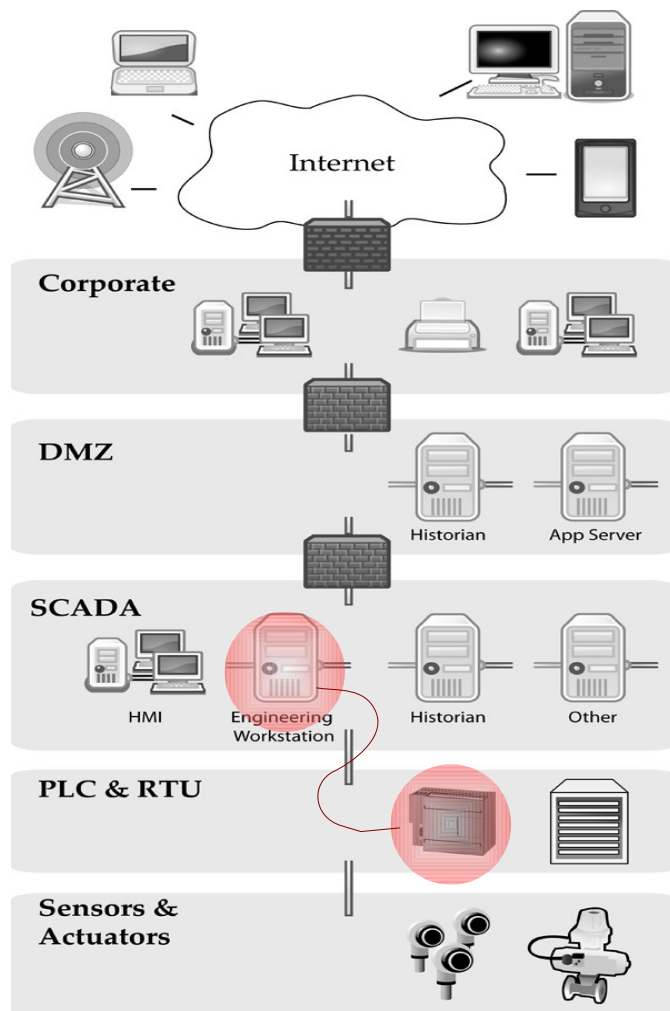 Internet
Corporate
DMZ
Historian
App Server
SCADA
HMI
Engineering
Workstation
Historian
Other
PLC & RTU
Sensors &
Actuators